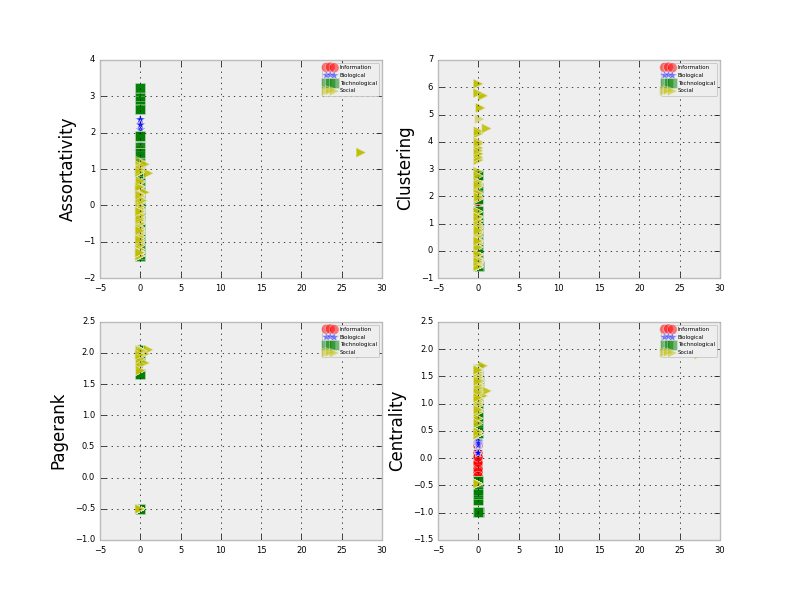 4
3
2
1
0
−1
−2
−5 0 5 10 15 20 25 30
Assortativity
Information
Biological
Technological
Social
7
6
5
4
3
2
1
0
−1
−5 0 5 10 15 20 25 30
Clustering
Information
Biological
Technological
Social
2.5
2.0
1.5
1.0
0.5
0.0
−0.5
−1.0
−5 0 5 10 15 20 25 30
Pagerank
Information
Biological
Technological
Social
2.5
2.0
1.5
1.0
0.5
0.0
−0.5
−1.0
−1.5
−5 0 5 10 15 20 25 30
Centrality
Information
Biological
Technological
Social